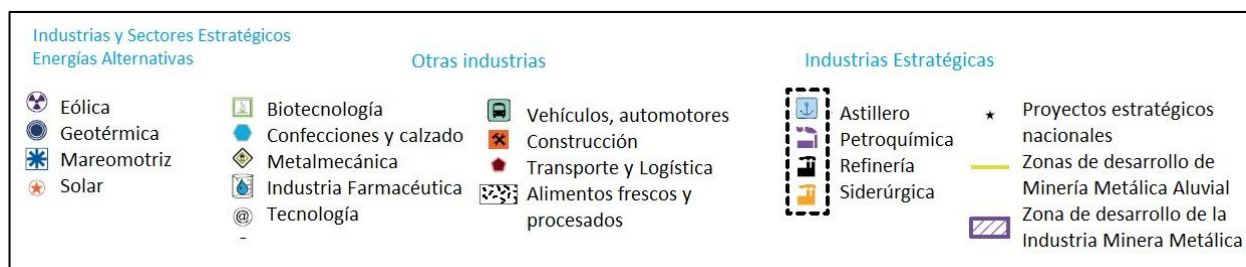 Industrias y Sectores Estratégicos
Energías Alternativas
Eólica
Geotérmica
Mareomotriz
Solar
Otras industrias
Biotecnología
Confecciones y calzado
Metalmecánica
Industria Farmacéutica
@ Tecnología
-
Vehículos, automotores
Construcción
Transporte y Logística
Alimentos frescos y
procesados
Industrias Estratégicas
Astillero
Petroquímica
Refinería
Siderúrgica
Proyectos estratégicos
nacionales
Zonas de desarrollo de
Minería Metálica Aluvial
Zona de desarrollo de la
Industria Minera Metálica